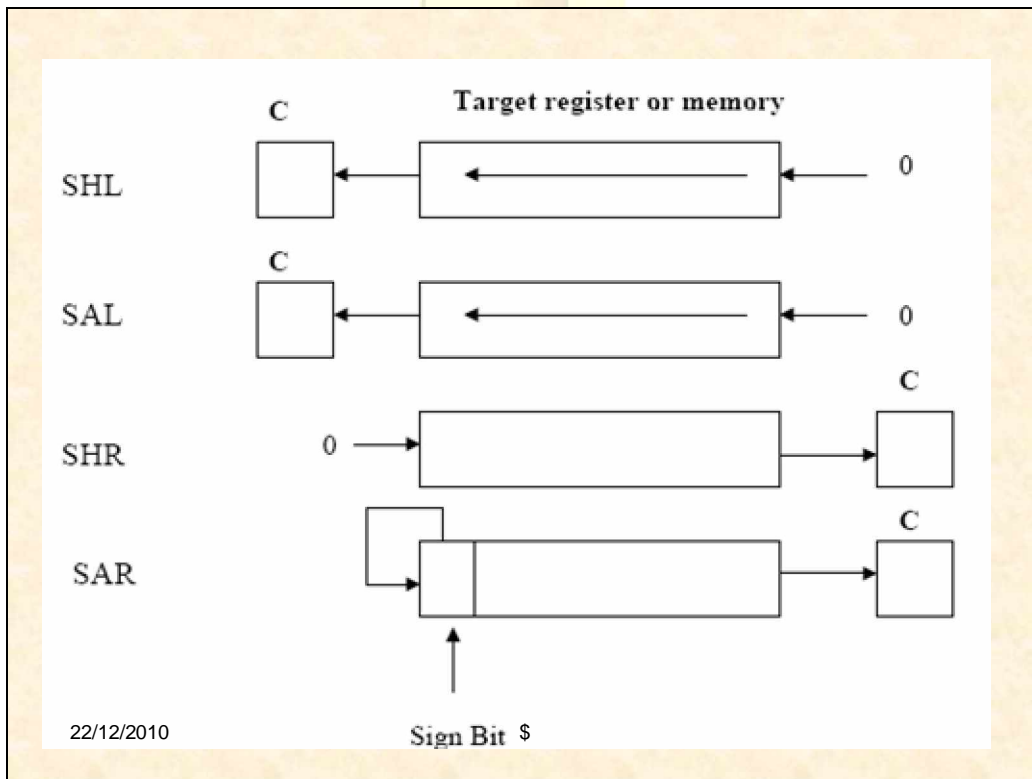 C Target register or memory
SHL 0
C
SAL 0
C
SHR 0
C
SAR
22/12/2010 Sign Bit $